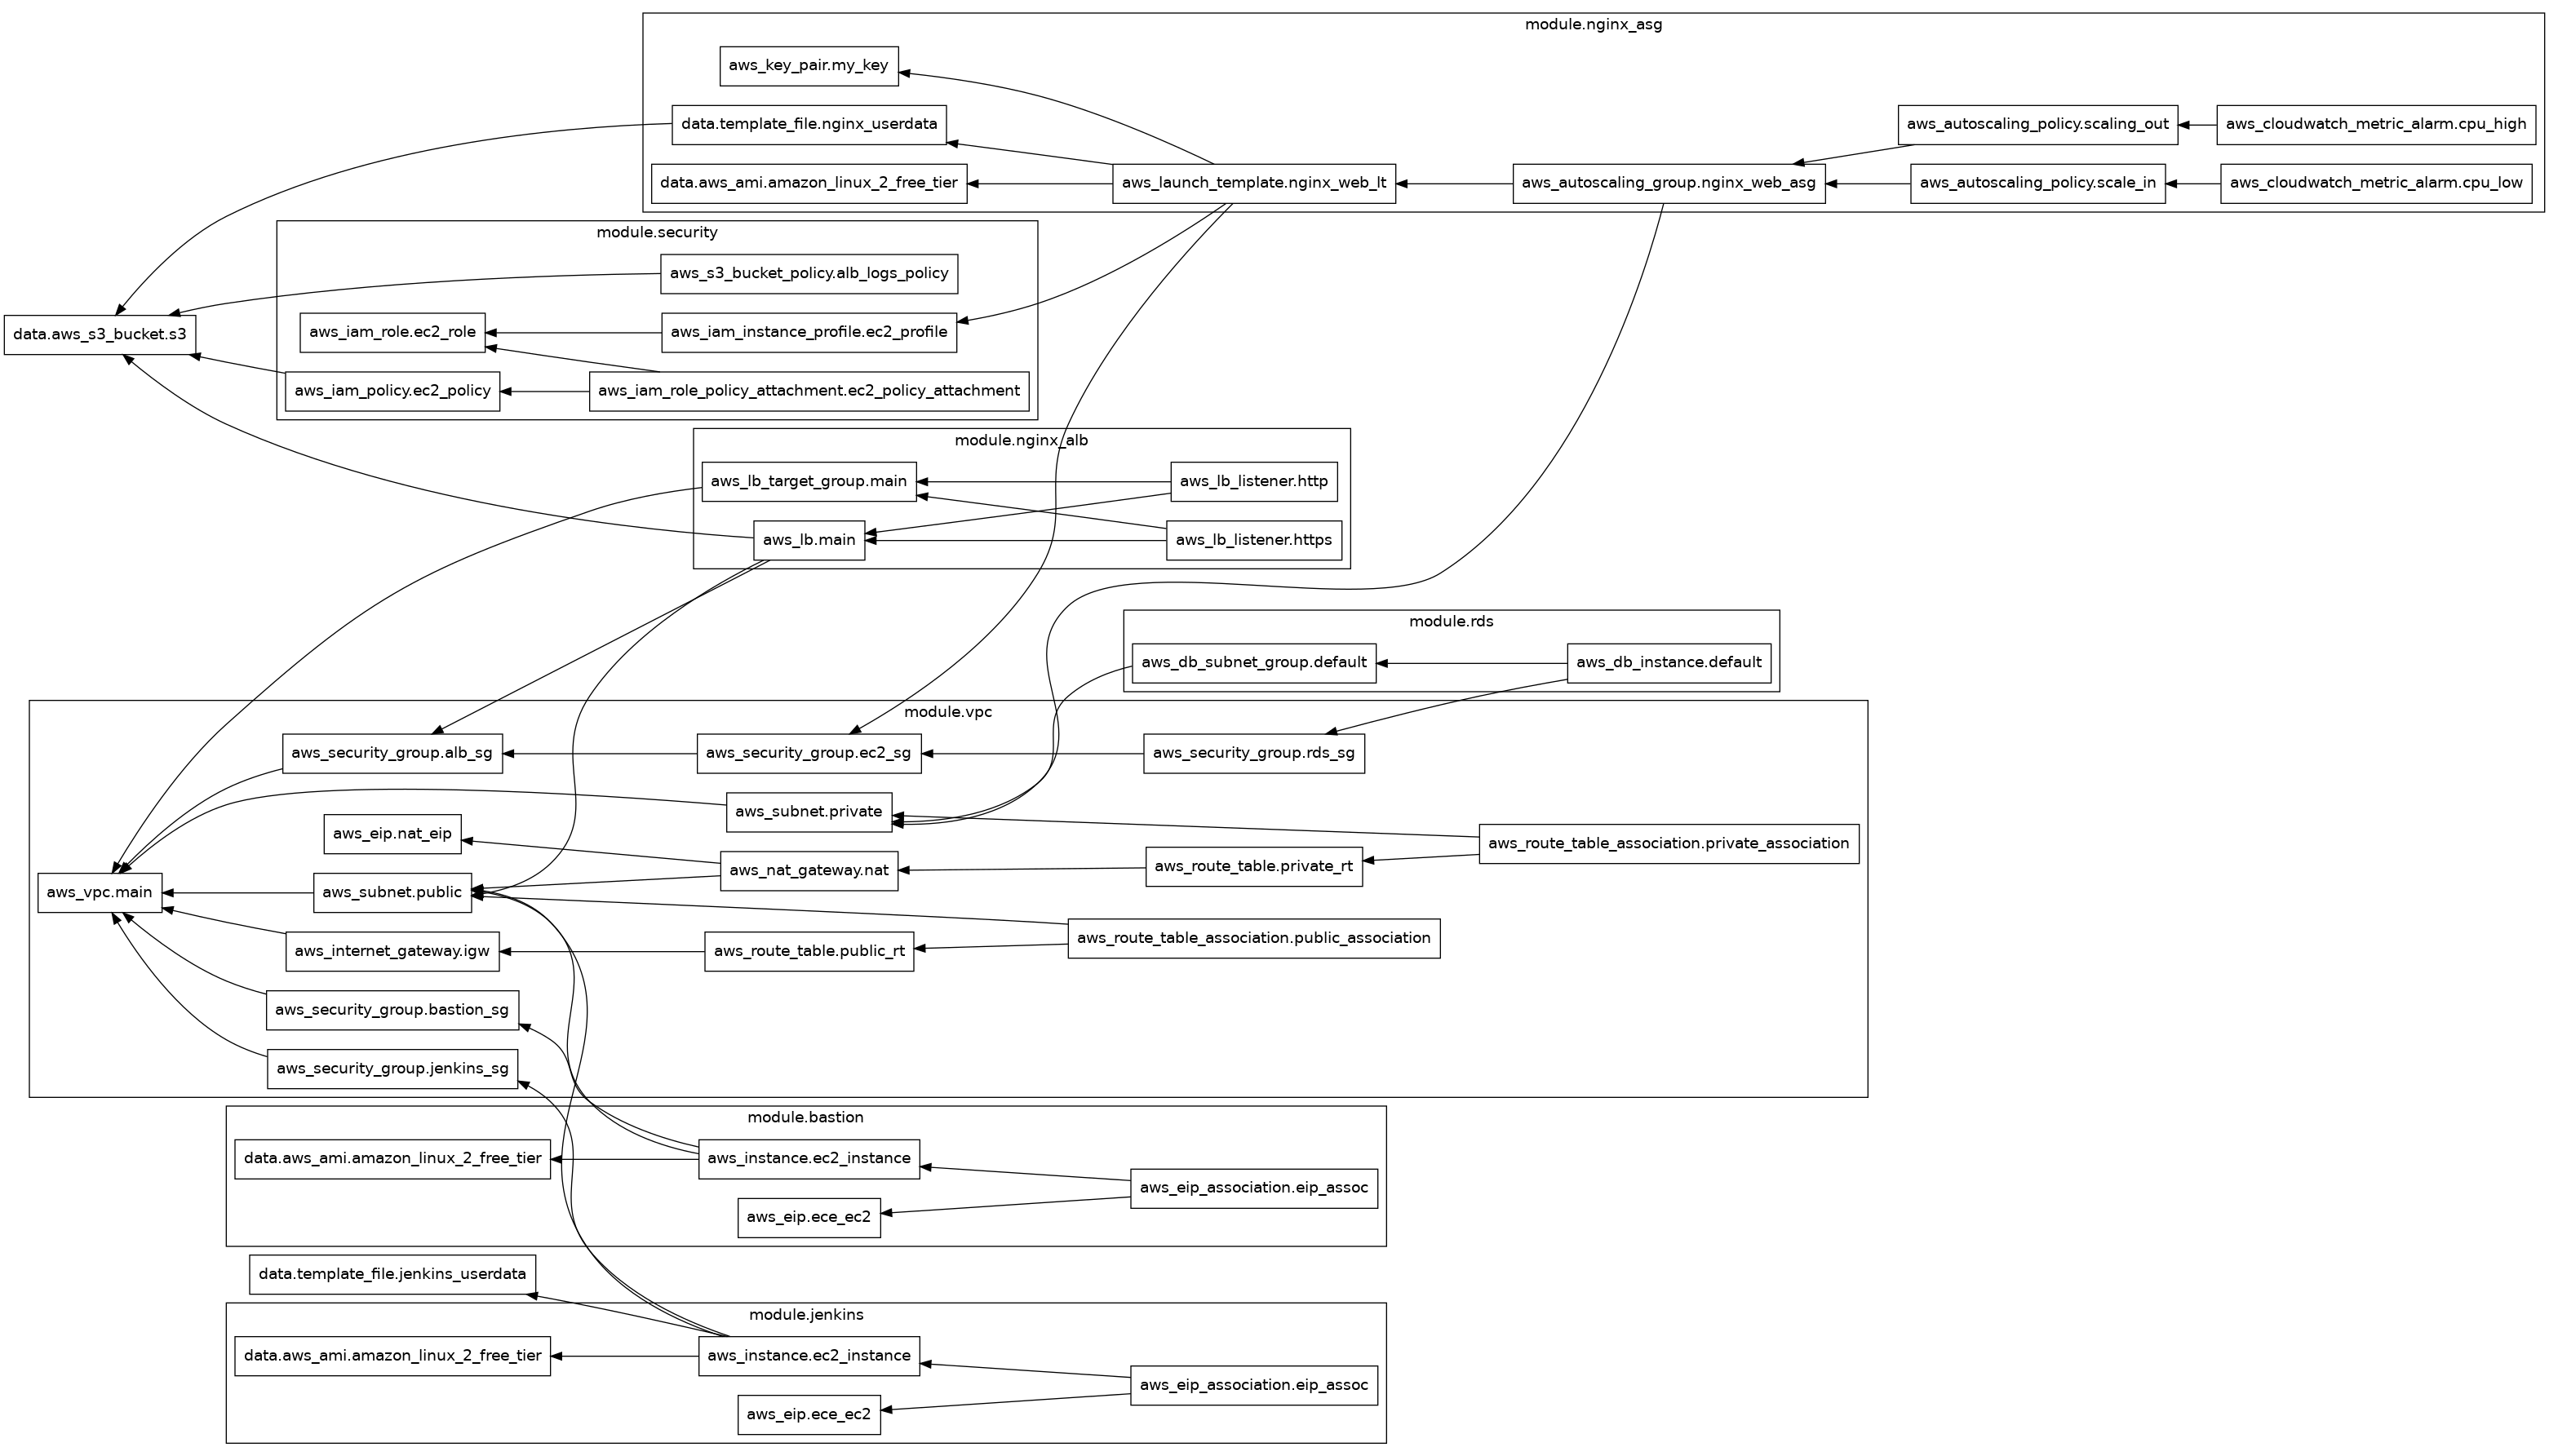 module.nginx_asg
aws_key_pair.my_key
data.template_file.nginx_userdata
aws_autoscaling_policy.scaling_out
aws_cloudwatch_metric_alarm.cpu_high
data.aws_ami.amazon_linux_2_free_tier
aws_launch_template.nginx_web_lt
aws_autoscaling_group.nginx_web_asg
aws_autoscaling_policy.scale_in
aws_cloudwatch_metric_alarm.cpu_low
module.security
aws_s3_bucket_policy.alb_logs_policy
data.aws_s3_bucket.s3
aws_iam_role.ec2_role
aws_iam_instance_profile.ec2_profile
aws_iam_policy.ec2_policy
aws_iam_role_policy_attachment.ec2_policy_attachment
module.nginx_alb
aws_lb_target_group.main
aws_lb_listener.http
aws_lb.main
aws_lb_listener.https
module.rds
aws_db_subnet_group.default
aws_db_instance.default
module.vpc
aws_security_group.alb_sg
aws_security_group.ec2_sg
aws_security_group.rds_sg
aws_subnet.private
aws_eip.nat_eip
aws_route_table_association.private_association
aws_nat_gateway.nat
aws_route_table.private_rt
aws_vpc.main
aws_subnet.public
aws_route_table_association.public_association
aws_internet_gateway.igw
aws_route_table.public_rt
aws_security_group.bastion_sg
aws_security_group.jenkins_sg
module.bastion
data.aws_ami.amazon_linux_2_free_tier
aws_instance.ec2_instance
aws_eip_association.eip_assoc
aws_eip.ece_ec2
data.template_file.jenkins_userdata
module.jenkins
data.aws_ami.amazon_linux_2_free_tier
aws_instance.ec2_instance
aws_eip_association.eip_assoc
aws_eip.ece_ec2